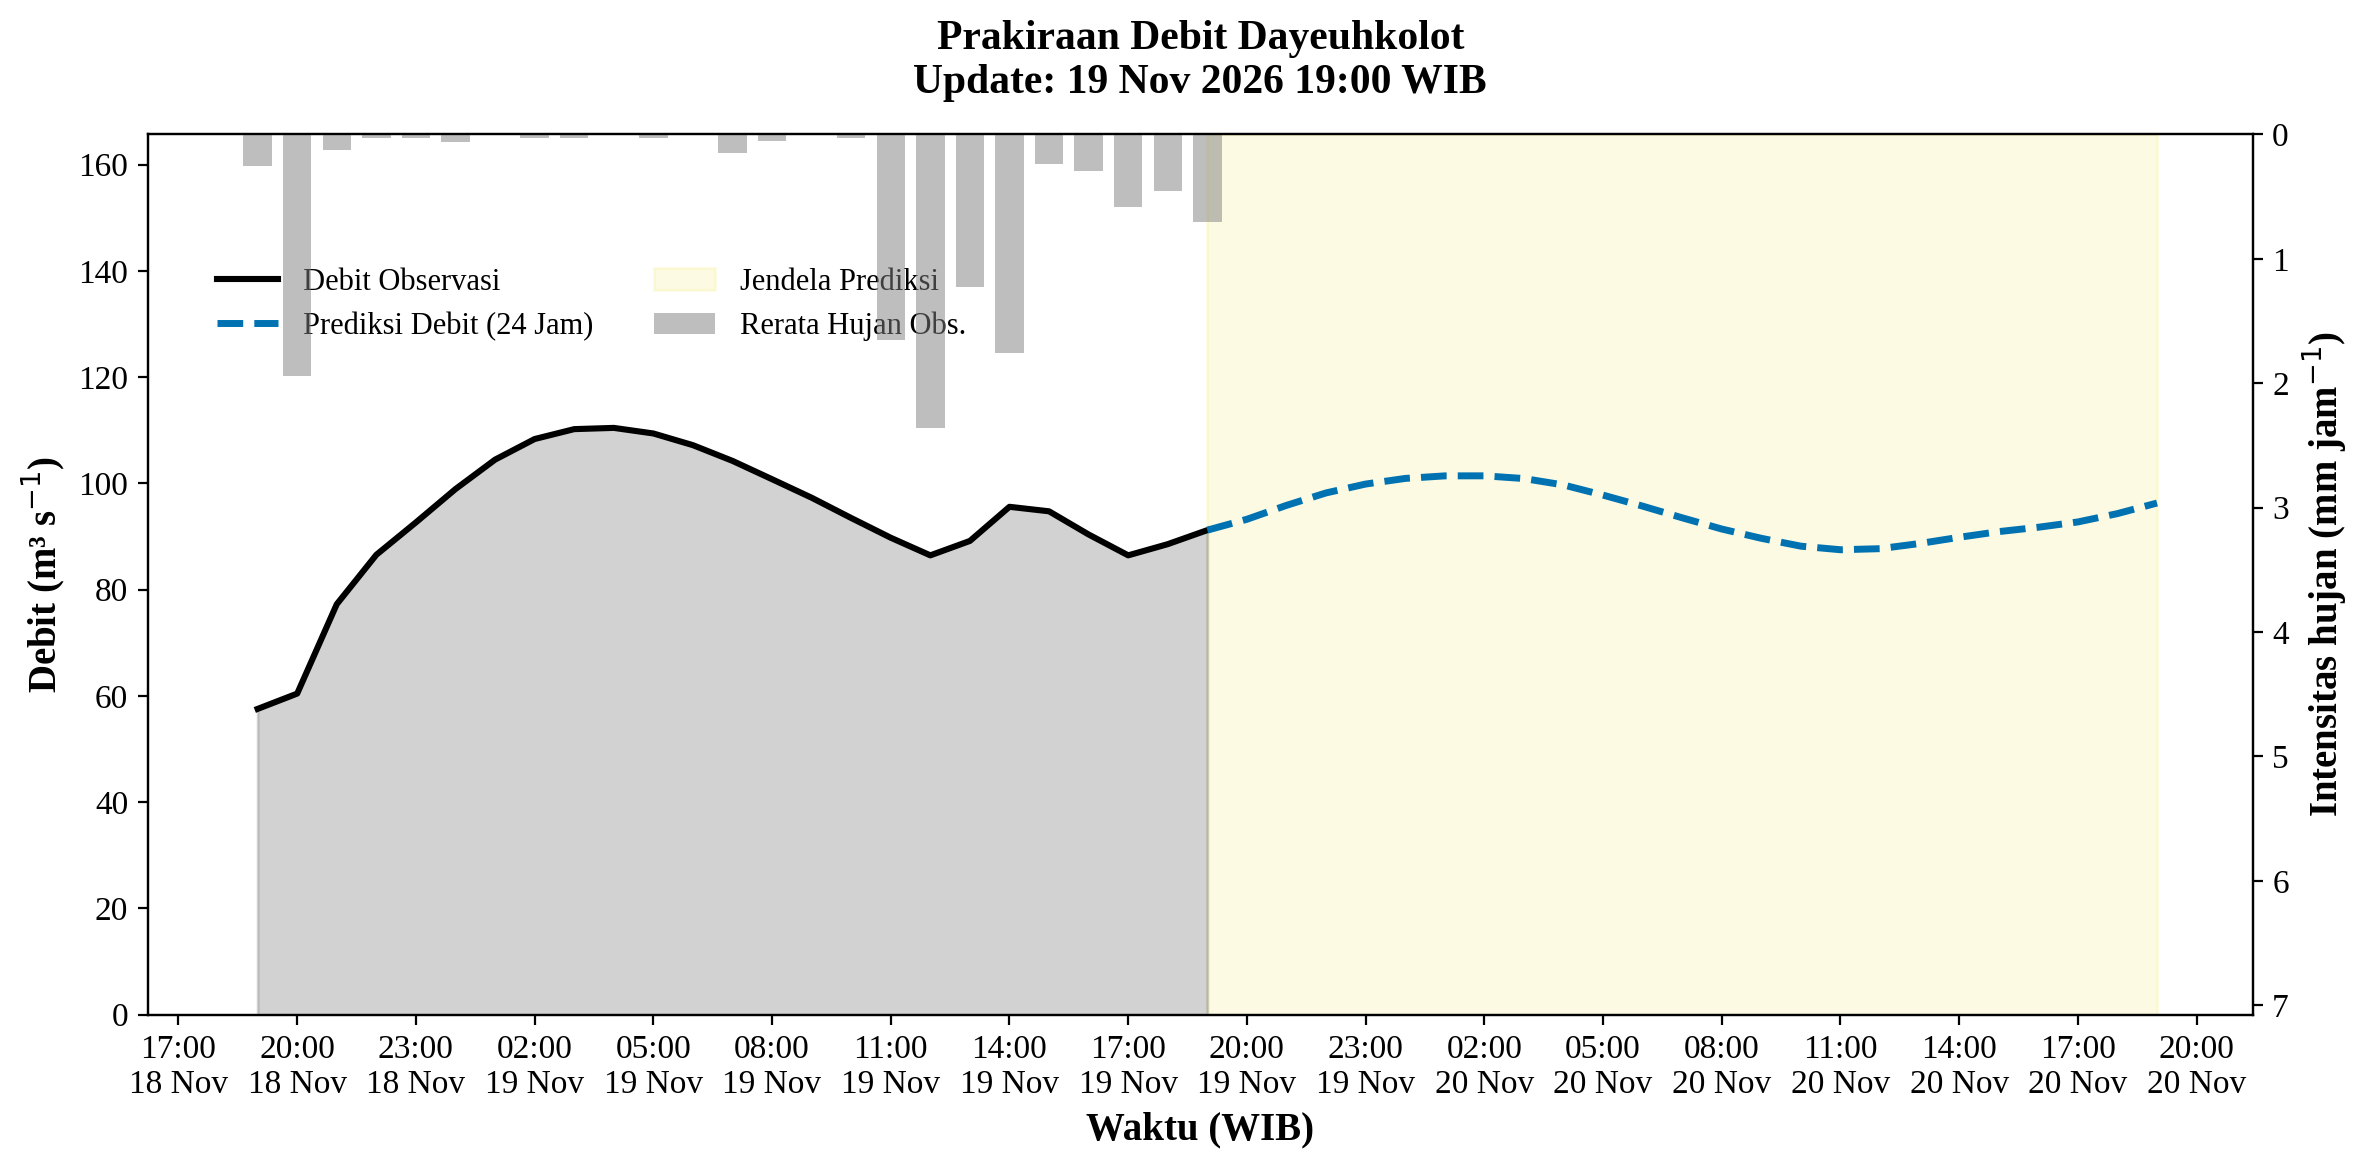 Prakiraan Debit Dayeuhkolot
Update: 19 Nov 2026 19:00 WIB
Debit (m³ s⁻¹)
160
140
120
100
80
60
40
20
0
Debit Observasi
Prediksi Debit (24 Jam)
Jendela Prediksi
Rerata Hujan Obs.
0
1
2
3
4
5
6
7
Intensitas hujan (mm jam⁻¹)
17:00 20:00 23:00 02:00 05:00 08:00 11:00 14:00 17:00 20:00 23:00 02:00 05:00 08:00 11:00 14:00 17:00 20:00
18 Nov 18 Nov 18 Nov 19 Nov 19 Nov 19 Nov 19 Nov 19 Nov 19 Nov 19 Nov 19 Nov 20 Nov 20 Nov 20 Nov 20 Nov 20 Nov 20 Nov 20 Nov
Waktu (WIB)